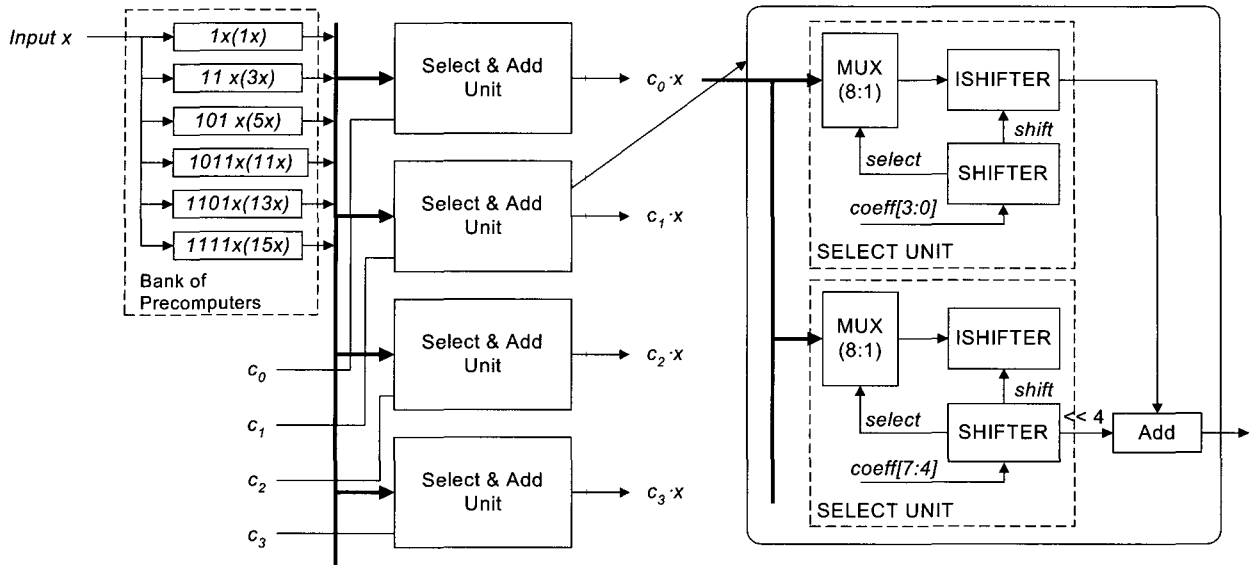 Input x
1x(1x)
11 x(3x)
101 x(5x)
1011x(11x)
1101x(13x)
1111x(15x)
Bank of
Precomputers
c0
c1
c2
c3
Select & Add
Unit
c0·x
Select & Add
Unit
c1·x
Select & Add
Unit
c2·x
Select & Add
Unit
c3·x
MUX
(8:1)
ISHIFTER
shift
select
SHIFTER
coeff[3:0]
SELECT UNIT
MUX
(8:1)
ISHIFTER
shift
select
SHIFTER
<< 4
Add
coeff[7:4]
SELECT UNIT